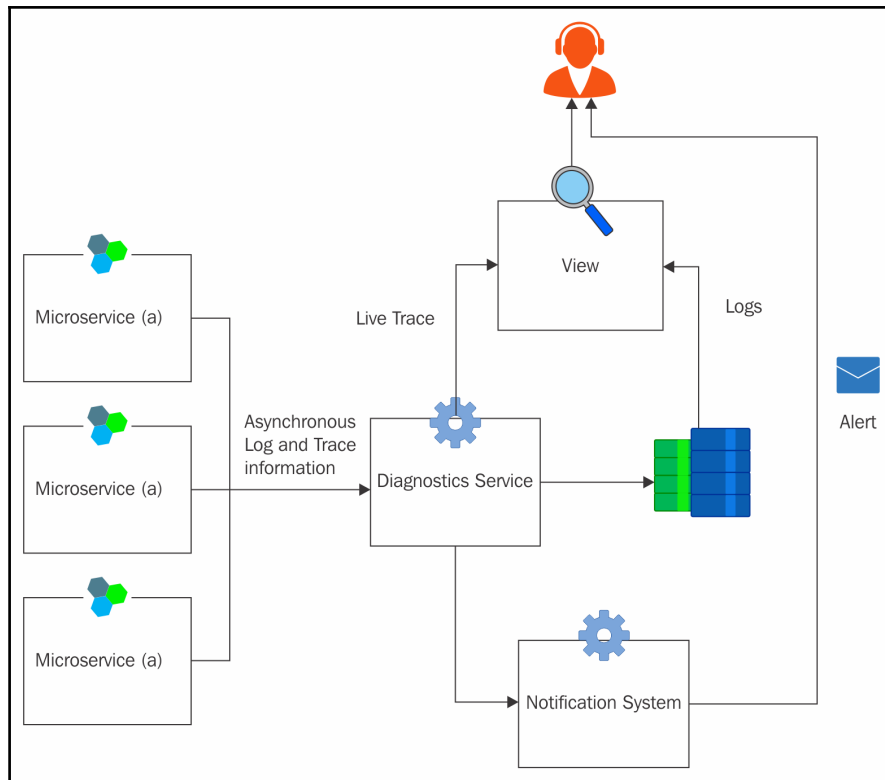 View
Live Trace
Logs
Microservice (a)
Asynchronous
Log and Trace
information
Alert
Microservice (a)
Diagnostics Service
Microservice (a)
Notification System